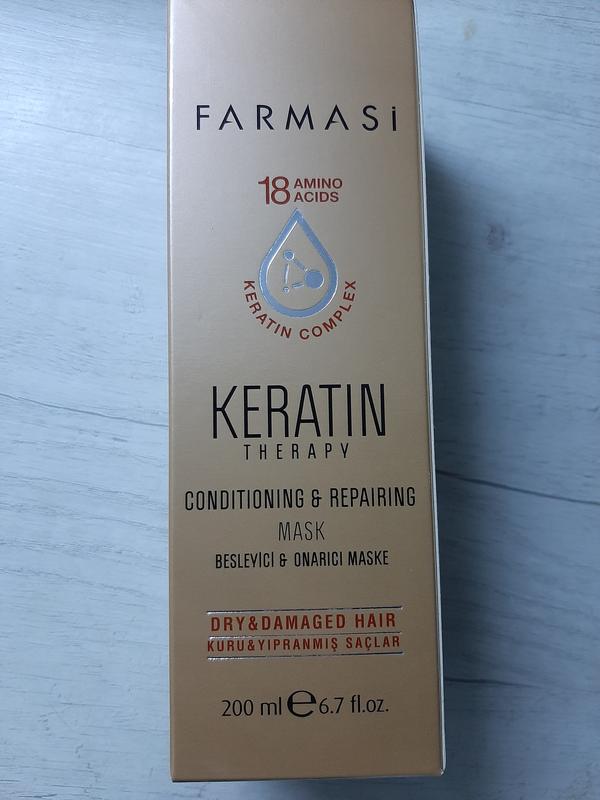 FARMASi
18 AMINO ACIDS
KERATIN COMPLEX
KERATIN
THERAPY
CONDITIONING & REPAIRING
MASK
BESLEYİCİ & ONARICI MASKE
DRY&DAMAGED HAIR
KURU&YIPRANMIŞ SAÇLAR
200 ml ℮ 6.7 fl.oz.